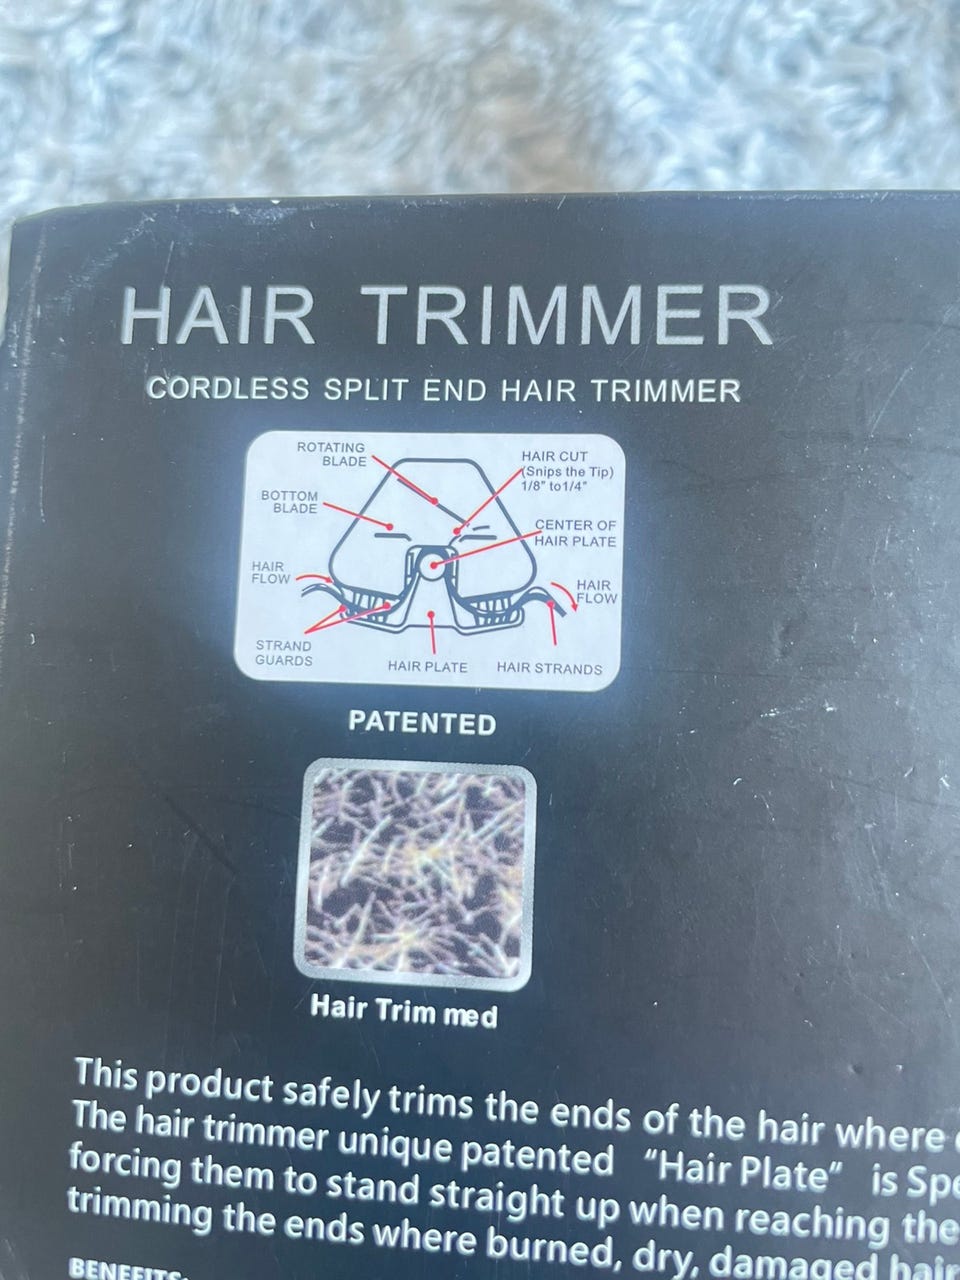 HAIR TRIMMER
CORDLESS SPLIT END HAIR TRIMMER
ROTATING
BLADE
HAIR CUT
(Snips the Tip)
1/8" to1/4"
BOTTOM
BLADE
CENTER OF
HAIR PLATE
HAIR
FLOW
HAIR
FLOW
STRAND
GUARDS
HAIR PLATE
HAIR STRANDS
PATENTED
Hair Trim med
This product safely trims the ends of the hair where
The hair trimmer unique patented “Hair Plate” is
forcing them to stand straight up when reaching the
trimming the ends where burned, dry, damaged hair
BENEFITS: